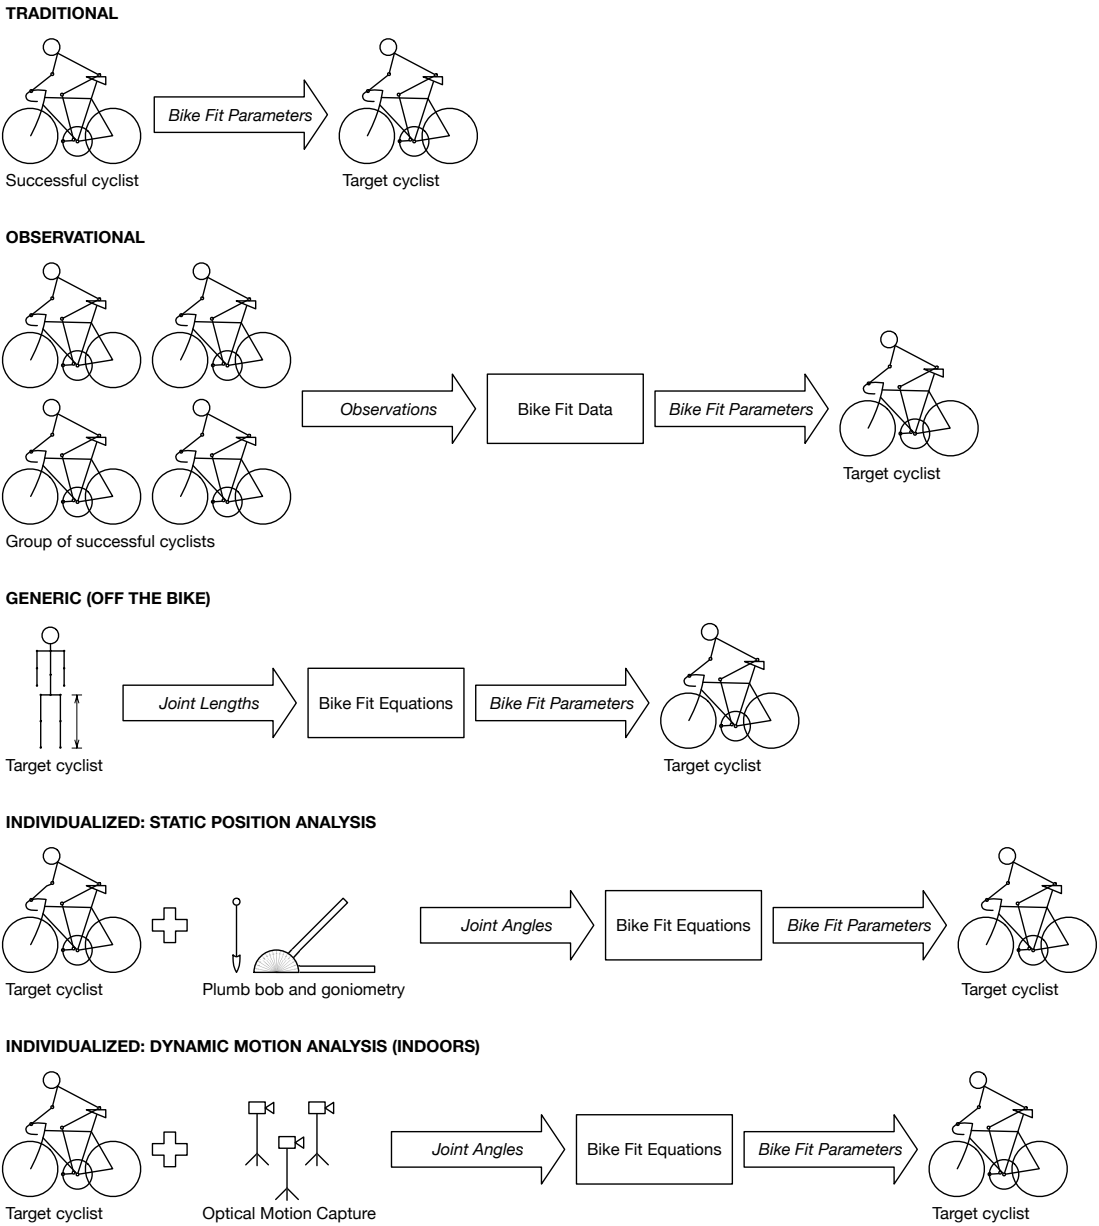 TRADITIONAL
Bike Fit Parameters
Successful cyclist
Target cyclist
OBSERVATIONAL
Observations
Bike Fit Data
Bike Fit Parameters
Target cyclist
Group of successful cyclists
GENERIC (OFF THE BIKE)
Joint Lengths
Bike Fit Equations
Bike Fit Parameters
Target cyclist
Target cyclist
INDIVIDUALIZED: STATIC POSITION ANALYSIS
Joint Angles
Bike Fit Equations
Bike Fit Parameters
Target cyclist
Plumb bob and goniometry
Target cyclist
INDIVIDUALIZED: DYNAMIC MOTION ANALYSIS (INDOORS)
Joint Angles
Bike Fit Equations
Bike Fit Parameters
Target cyclist
Optical Motion Capture
Target cyclist